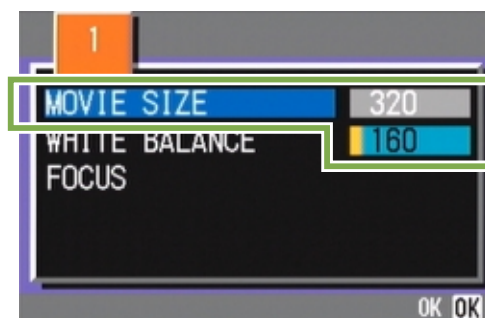 1
MOVIE SIZE 320
WHITE BALANCE 160
FOCUS
OK OK